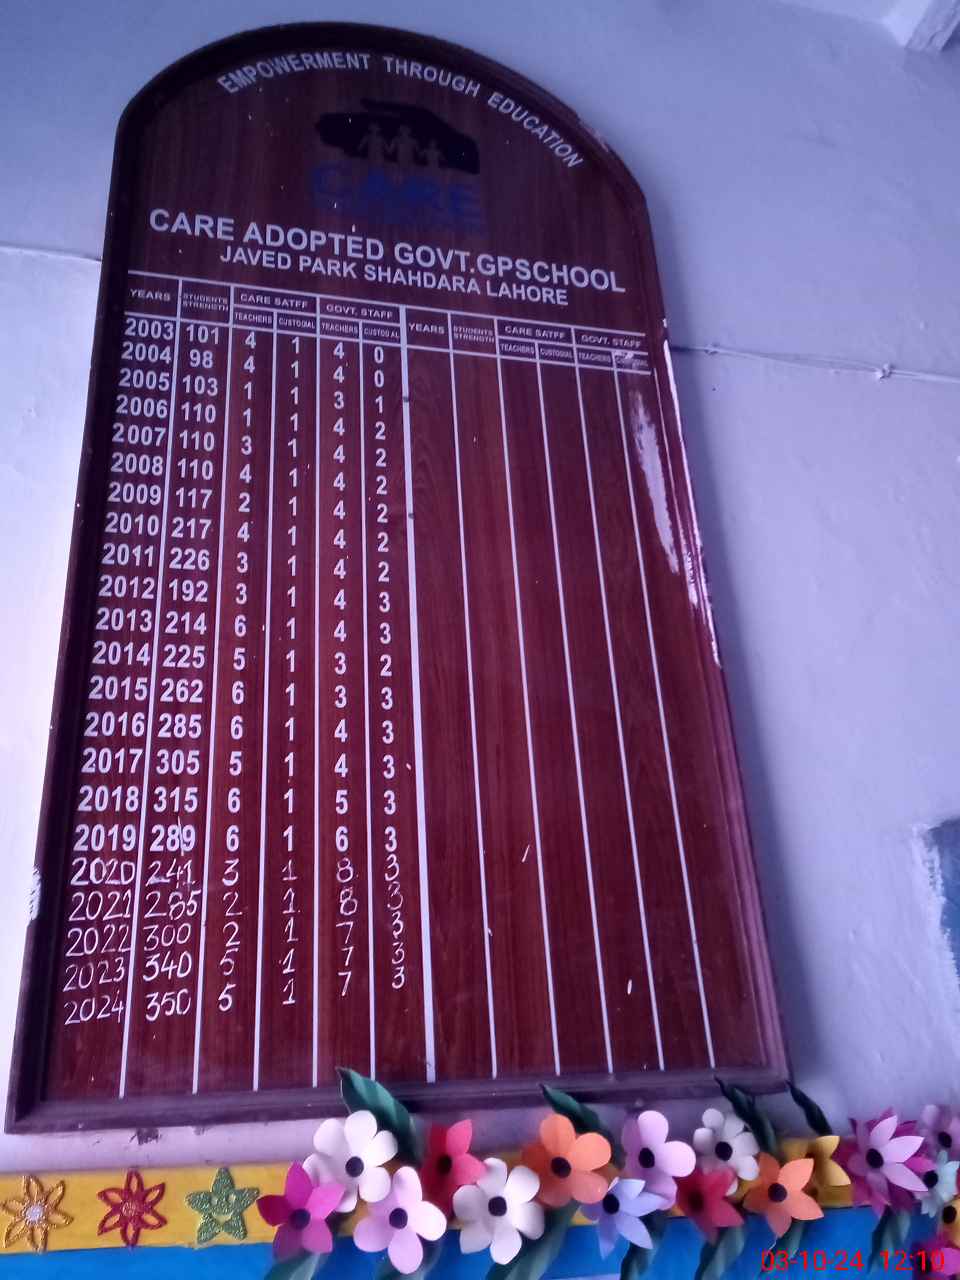 EMPOWERMENT THROUGH EDUCATION
CARE
CARE ADOPTED GOVT.GPSCHOOL
JAVED PARK SHAHDARA LAHORE
YEARS STUDENTS STRENGTH CARE SATFF GOVT. STAFF YEARS STUDENTS STRENGTH CARE SATFF GOVT. STAFF
TEACHERS CUSTODIAL TEACHERS CUSTODIAL TEACHERS CUSTODIAL TEACHERS
2003 101 4 1 4 0
2004 98 4 1 4 0
2005 103 1 1 3 1
2006 110 1 1 4 2
2007 110 3 1 4 2
2008 110 4 1 4 2
2009 117 2 1 4 2
2010 217 4 1 4 2
2011 226 3 1 4 2
2012 192 3 1 4 3
2013 214 6 1 4 3
2014 225 5 1 3 2
2015 262 6 1 3 3
2016 285 6 1 4 3
2017 305 5 1 4 3
2018 315 6 1 5 3
2019 289 6 1 6 3
2020 241 3 1 8 3
2021 285 2 1 8 3
2022 300 2 1 7 3
2023 340 5 1 7 3
2024 350 5 1 7 3
03-10-24 12:10